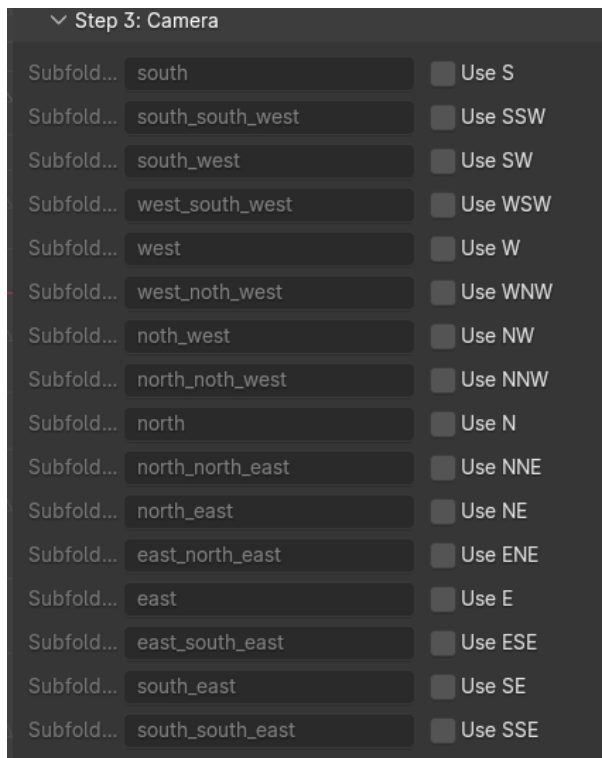 Step 3: Camera
Subfold... south Use S
Subfold... south_south_west Use SSW
Subfold... south_west Use SW
Subfold... west_south_west Use WSW
Subfold... west Use W
Subfold... west_noth_west Use WNW
Subfold... noth_west Use NW
Subfold... north_noth_west Use NNW
Subfold... north Use N
Subfold... north_north_east Use NNE
Subfold... north_east Use NE
Subfold... east_north_east Use ENE
Subfold... east Use E
Subfold... east_south_east Use ESE
Subfold... south_east Use SE
Subfold... south_south_east Use SSE